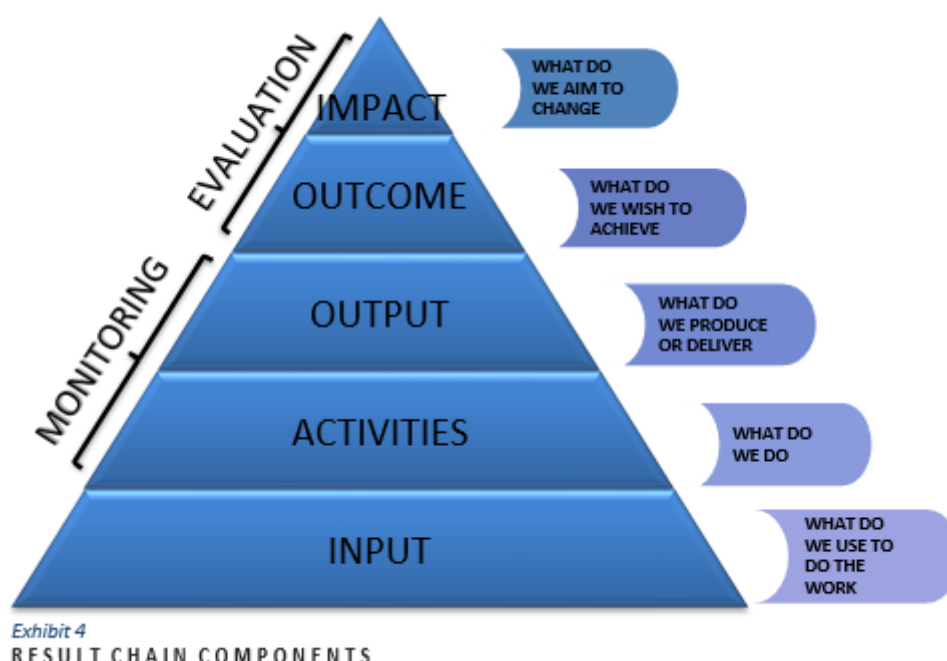 EVALUATION
MONITORING
IMPACT
WHAT DO
WE AIM TO
CHANGE
OUTCOME
WHAT DO
WE WISH TO
ACHIEVE
OUTPUT
WHAT DO
WE PRODUCE
OR DELIVER
ACTIVITIES
WHAT DO
WE DO
INPUT
WHAT DO
WE USE TO
DO THE
WORK
Exhibit 4
RESULT CHAIN COMPONENTS